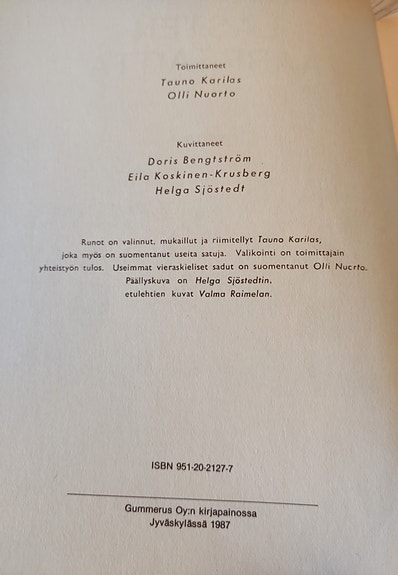 Toimittaneet
Tauno Karilas
Olli Nuorto
Kuvittaneet
Doris Bengtström
Eila Koskinen-Krusberg
Helga Sjöstedt
Runot on valinnut, mukaillut ja riimitellyt Tauno Karilas,
joka myös on suomentanut useita satuja. Valikointi on toimittajain
yhteistyön tulos. Useimmat vieraskieliset sadut on suomentanut Olli Nuorto.
Päällyskuva on Helga Sjöstedtin,
etulehtien kuvat Valma Raimelan.
ISBN 951-20-2127-7
Gummerus Oy:n kirjapainossa
Jyväskylässä 1987